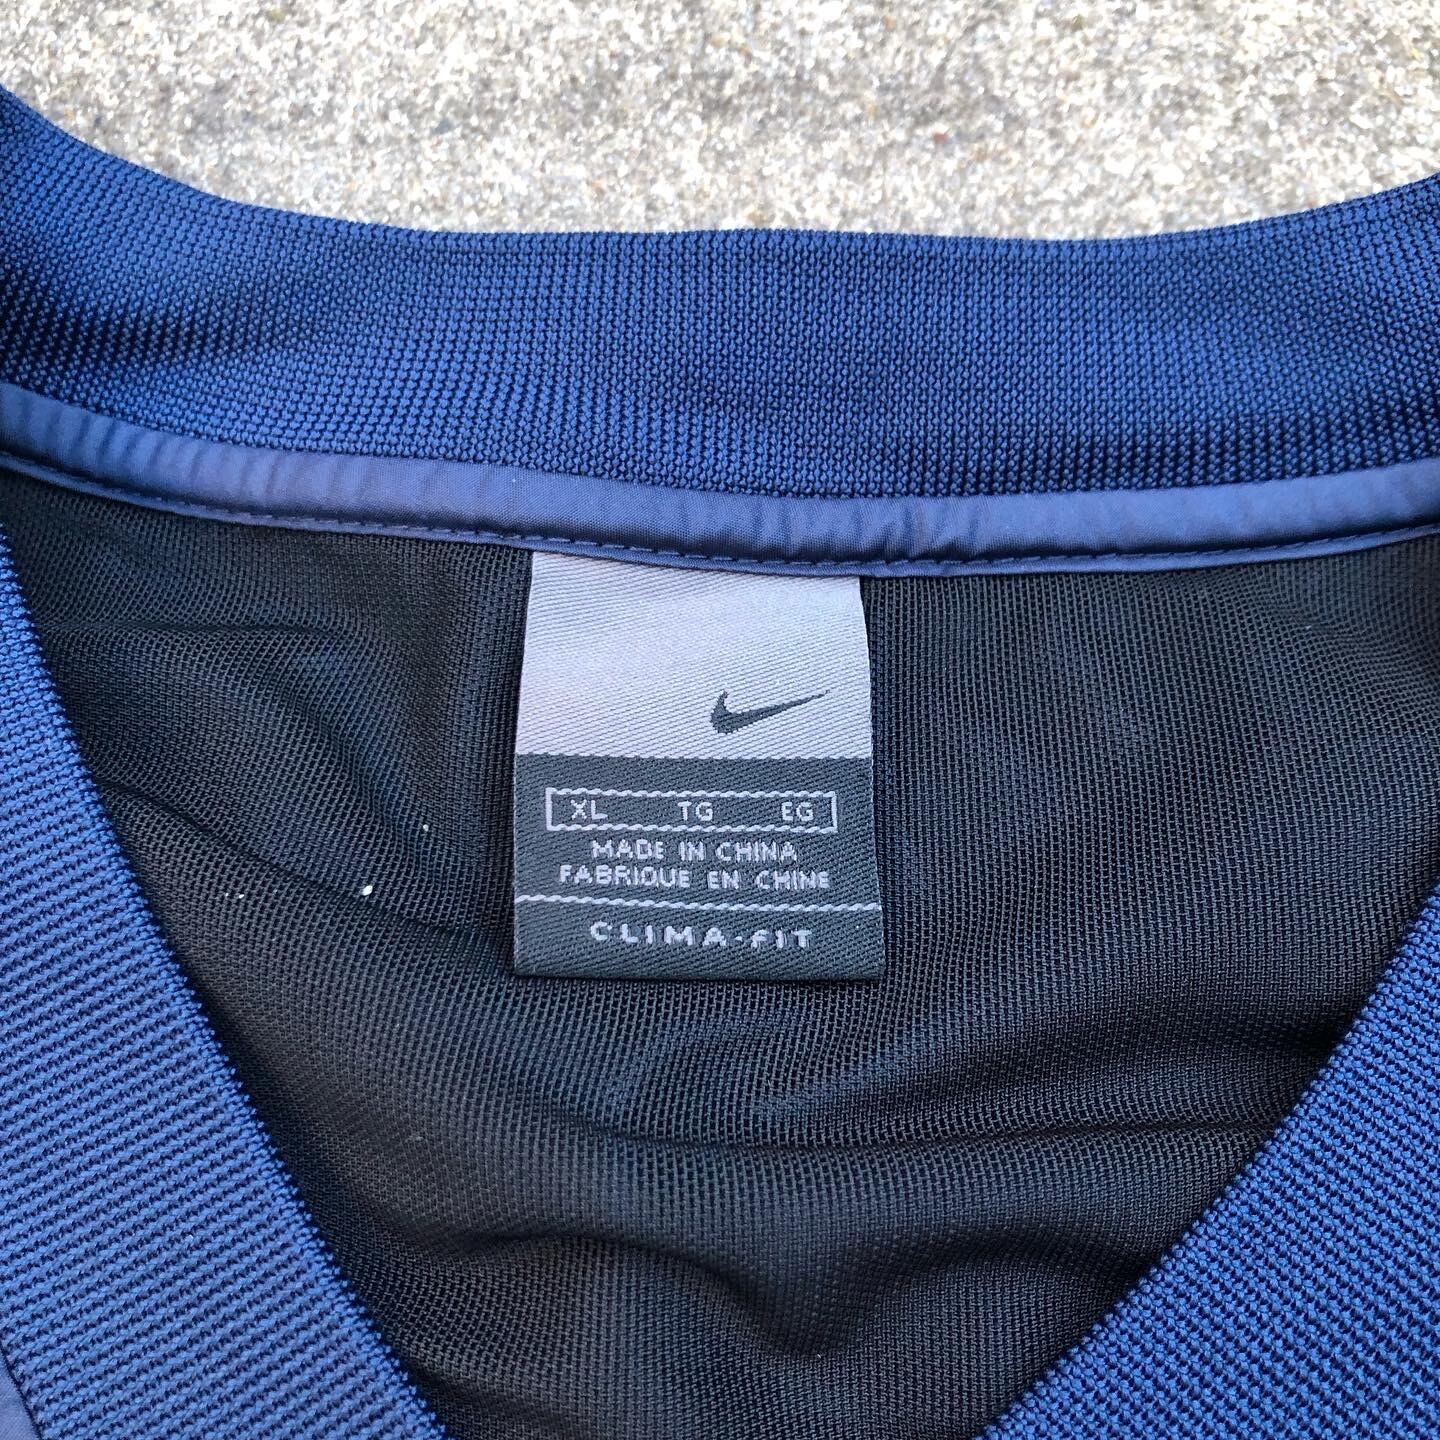 XL TG EG
MADE IN CHINA
FABRIQUE EN CHINE
CLIMA-FIT